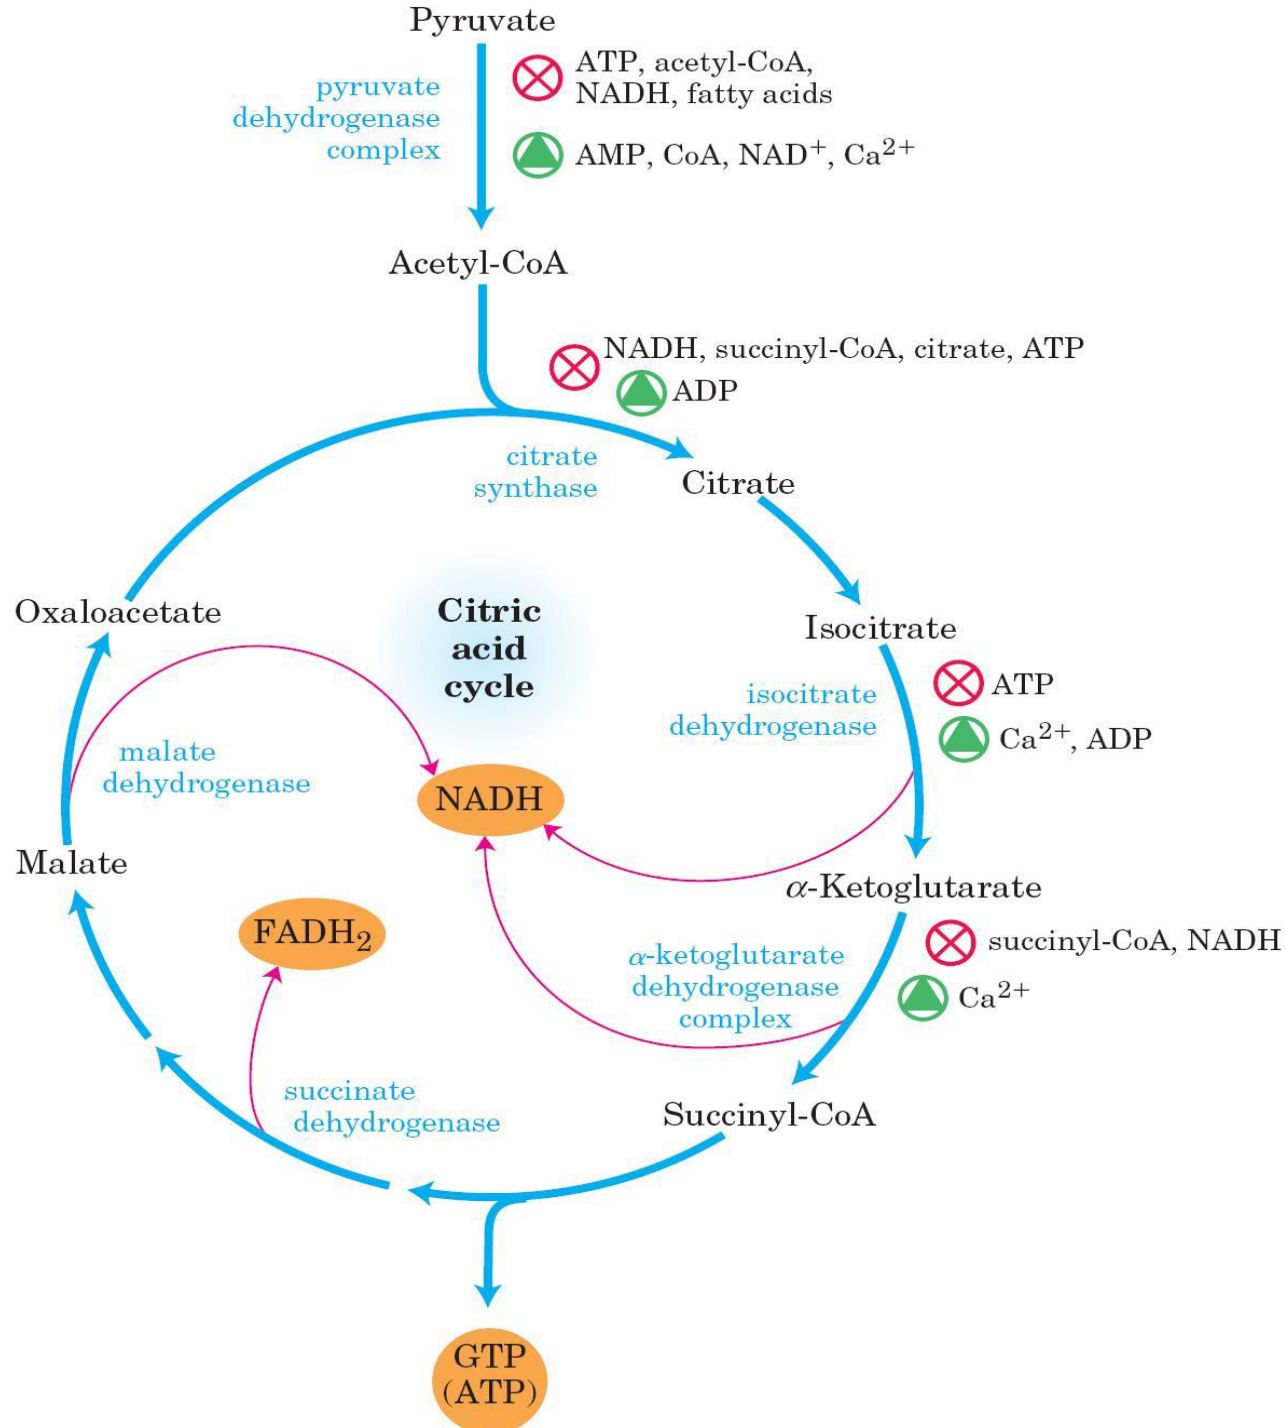 Pyruvate
ATP, acetyl-CoA,
NADH, fatty acids
pyruvate
dehydrogenase
complex
AMP, CoA, NAD⁺, Ca²⁺
Acetyl-CoA
NADH, succinyl-CoA, citrate, ATP
ADP
citrate
synthase
Citrate
Oxaloacetate
Citric
acid
cycle
Isocitrate
isocitrate
dehydrogenase
ATP
Ca²⁺, ADP
malate
dehydrogenase
NADH
Malate
α-Ketoglutarate
FADH₂
succinyl-CoA, NADH
α-ketoglutarate
dehydrogenase
complex
Ca²⁺
succinate
dehydrogenase
Succinyl-CoA
GTP
(ATP)